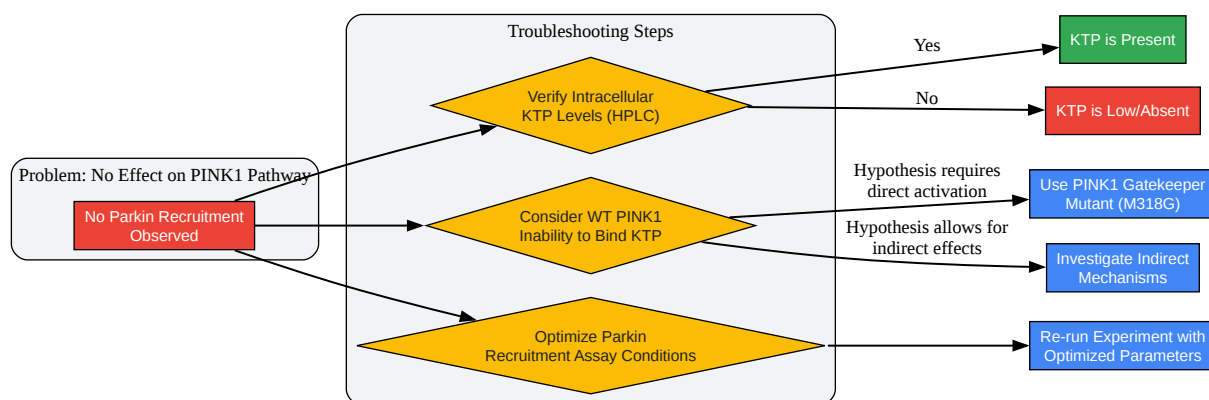 Troubleshooting Steps
Problem: No Effect on PINK1 Pathway
No Parkin Recruitment
Observed
Verify Intracellular
KTP Levels (HPLC)
Yes
No
KTP is Present
KTP is Low/Absent
Consider WT PINK1
Inability to Bind KTP
Hypothesis requires
direct activation
Hypothesis allows for
indirect effects
Use PINK1 Gatekeeper
Mutant (M318G)
Investigate Indirect
Mechanisms
Optimize Parkin
Recruitment Assay Conditions
Re-run Experiment with
Optimized Parameters